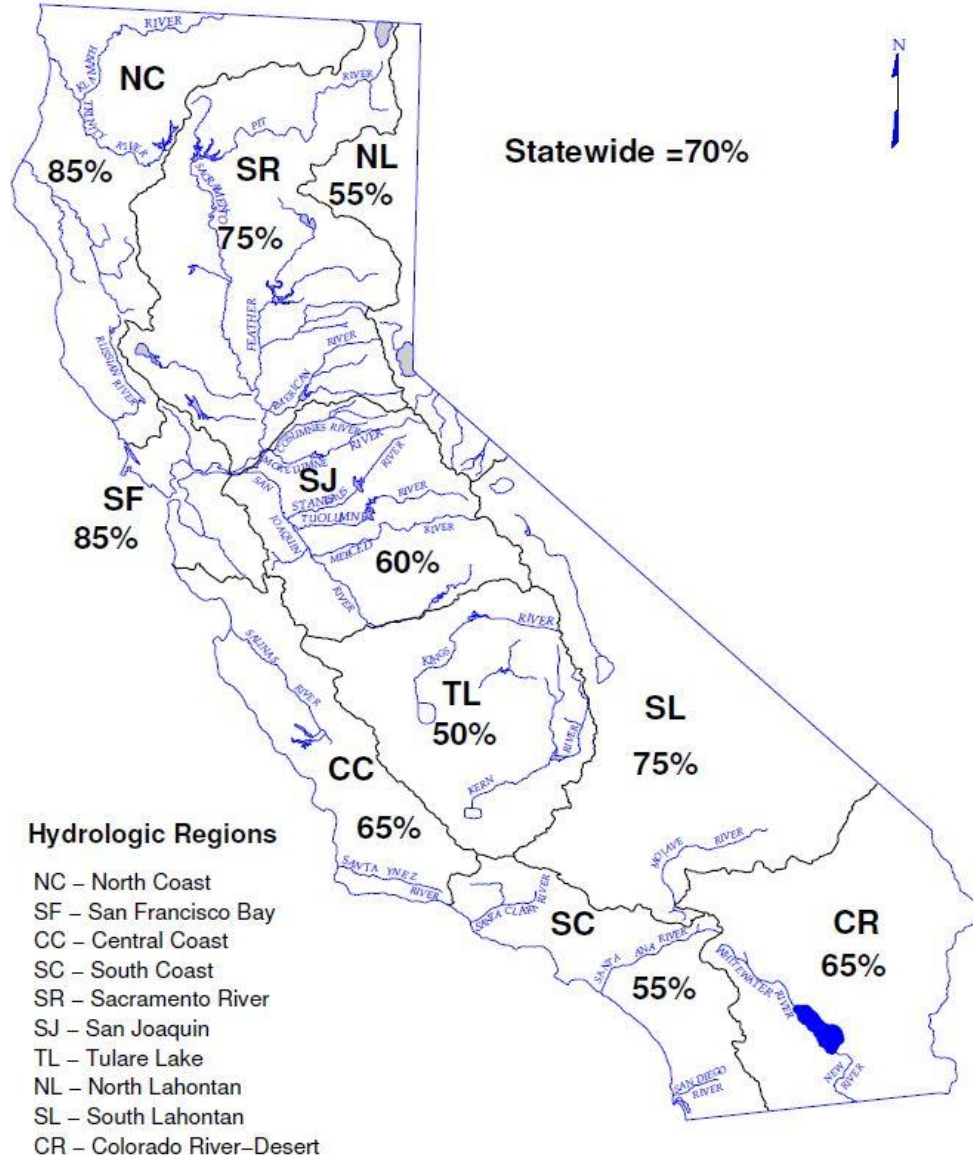 N
Statewide =70%
NC
85%
SR
75%
NL
55%
SF
85%
SJ
60%
TL
50%
SL
75%
CC
65%
SC
55%
CR
65%
KLAMATH
RIVER
TRINITY
RIVER
PIT
RIVER
SACRAMENTO
FEATHER
RUSSIAN RIVER
AMERICAN
RIVER
COSUMNES RIVER
MOKELUMNE
RIVER
SAN
JOAQUIN
RIVER
STANISLAUS
RIVER
TUOLUMNE
RIVER
MERCED
RIVER
SALINAS
RIVER
KINGS
RIVER
KERN
RIVER
SANTA YNEZ
RIVER
SANTA CLARA
RIVER
MOJAVE
RIVER
SANTA ANA RIVER
WHITEWATER
RIVER
SAN DIEGO
RIVER
NEW
RIVER
Hydrologic Regions
NC – North Coast
SF – San Francisco Bay
CC – Central Coast
SC – South Coast
SR – Sacramento River
SJ – San Joaquin
TL – Tulare Lake
NL – North Lahontan
SL – South Lahontan
CR – Colorado River–Desert